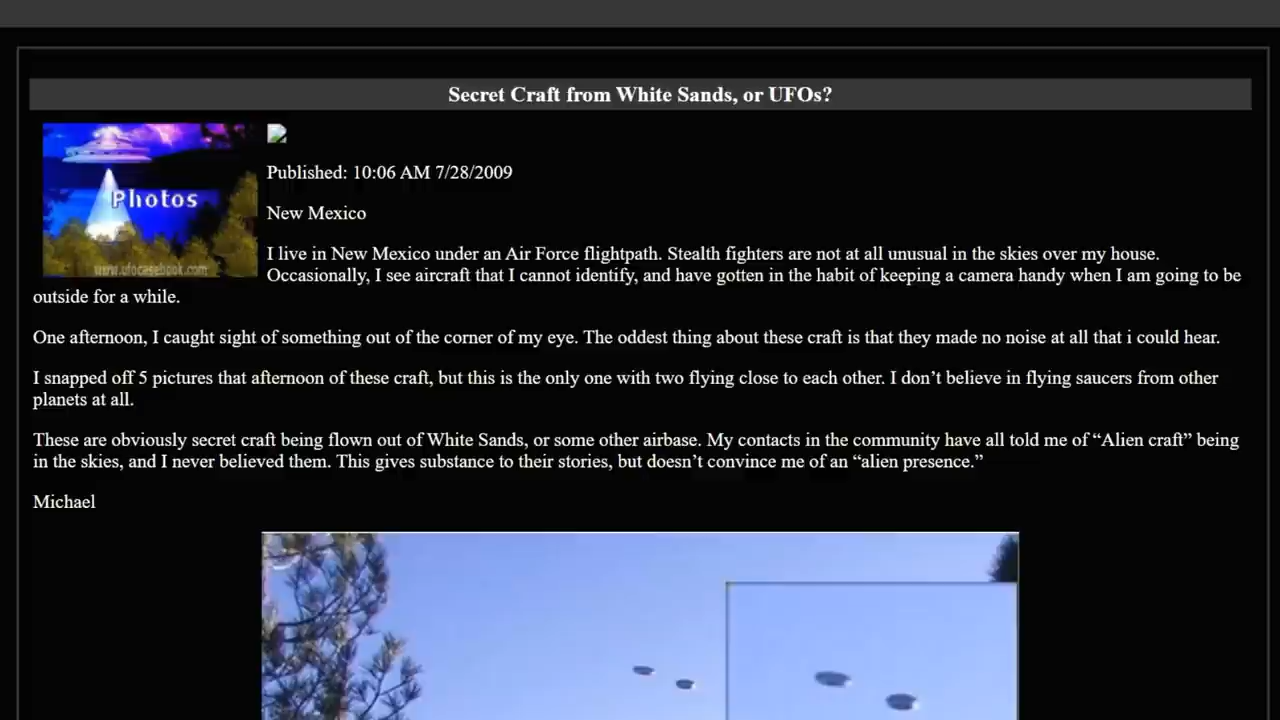 Secret Craft from White Sands, or UFOs?
Photos
www.ufocasebook.com
Published: 10:06 AM 7/28/2009
New Mexico
I live in New Mexico under an Air Force flightpath. Stealth fighters are not at all unusual in the skies over my house.
Occasionally, I see aircraft that I cannot identify, and have gotten in the habit of keeping a camera handy when I am going to be
outside for a while.
One afternoon, I caught sight of something out of the corner of my eye. The oddest thing about these craft is that they made no noise at all that i could hear.
I snapped off 5 pictures that afternoon of these craft, but this is the only one with two flying close to each other. I don’t believe in flying saucers from other
planets at all.
These are obviously secret craft being flown out of White Sands, or some other airbase. My contacts in the community have all told me of “Alien craft” being
in the skies, and I never believed them. This gives substance to their stories, but doesn’t convince me of an “alien presence.”
Michael